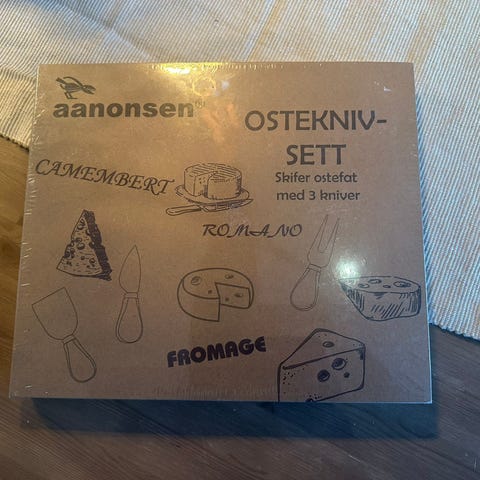 aanonsen®
OSTEKNIV-
SETT
Skifer ostefat
med 3 kniver
CAMEMBERT
ROMANO
FROMAGE